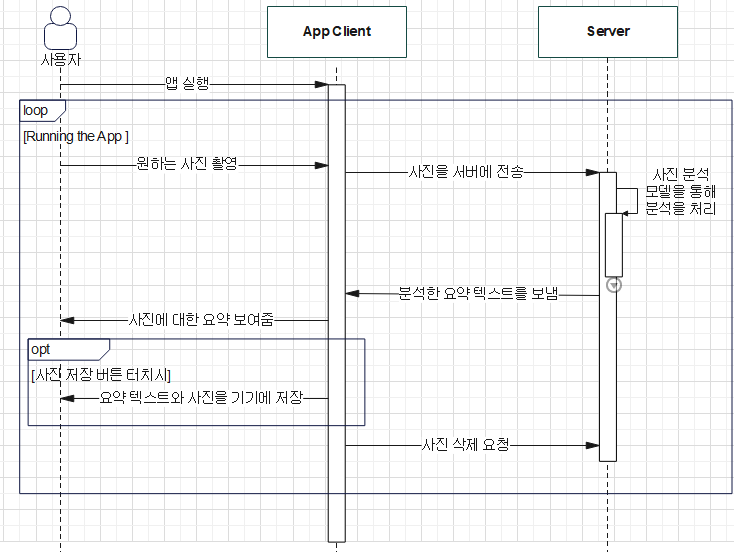 App Client
Server
사용자
앱 실행
loop
[Running the App ]
원하는 사진 촬영
사진을 서버에 전송
사진 분석
모델을 통해
분석을 처리
분석한 요약 텍스트를 보냄
사진에 대한 요약 보여줌
opt
[사진 저장 버튼 터치시]
요약 텍스트와 사진을 기기에 저장
사진 삭제 요청